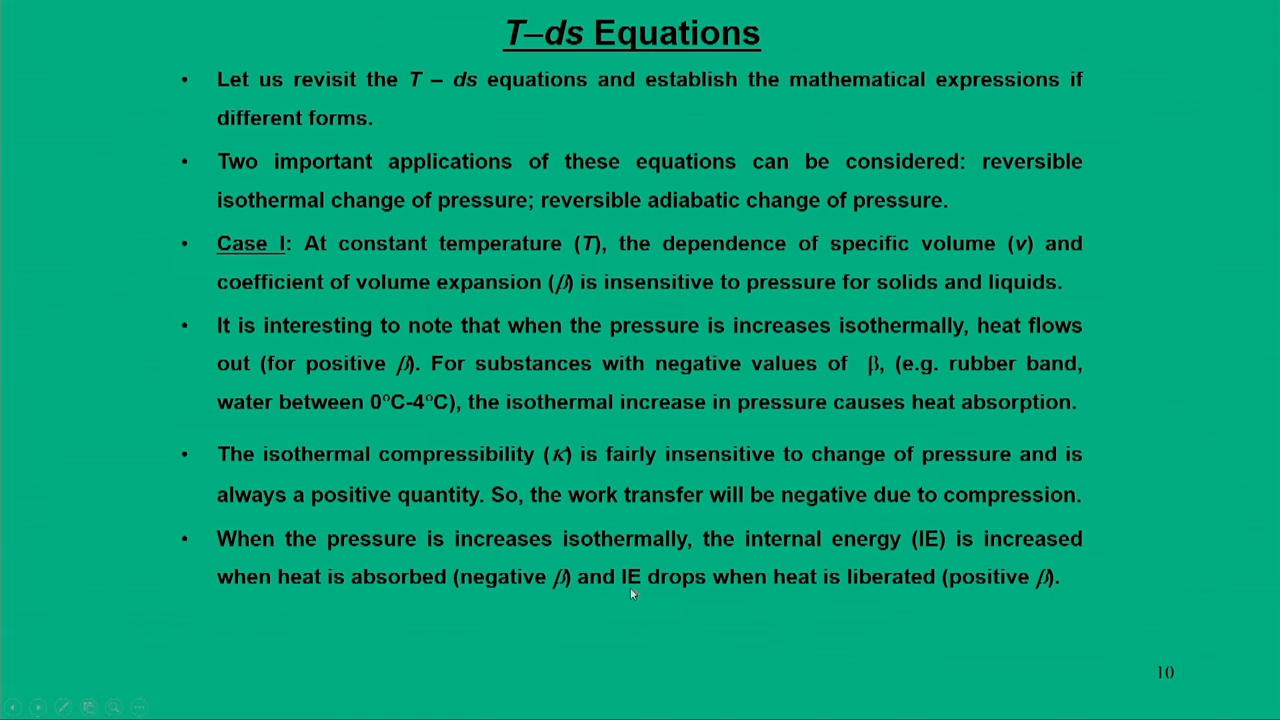 T–ds Equations
• Let us revisit the T – ds equations and establish the mathematical expressions if
different forms.
• Two important applications of these equations can be considered: reversible
isothermal change of pressure; reversible adiabatic change of pressure.
• Case I: At constant temperature (T), the dependence of specific volume (v) and
coefficient of volume expansion (β) is insensitive to pressure for solids and liquids.
• It is interesting to note that when the pressure is increases isothermally, heat flows
out (for positive β). For substances with negative values of β, (e.g. rubber band,
water between 0ºC-4ºC), the isothermal increase in pressure causes heat absorption.
• The isothermal compressibility (κ) is fairly insensitive to change of pressure and is
always a positive quantity. So, the work transfer will be negative due to compression.
• When the pressure is increases isothermally, the internal energy (IE) is increased
when heat is absorbed (negative β) and IE drops when heat is liberated (positive β).
10